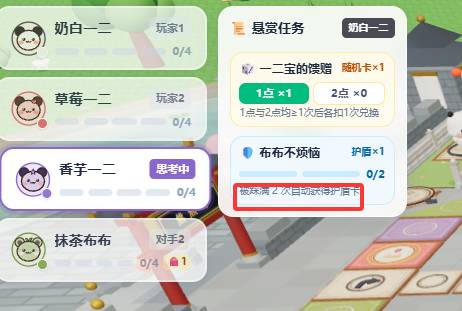 奶白一二 玩家1
0/4
草莓一二 玩家2
0/4
香芋一二 思考中
0/4
抹茶布布 对手2
0/4 1
悬赏任务 奶白一二
一二宝的馈赠 随机卡×1
1点 ×1 2点 ×0
1点与2点均≥1次后各扣1次兑换
布布不烦恼 护盾×1
0/2
被踩满 2 次自动获得护盾卡